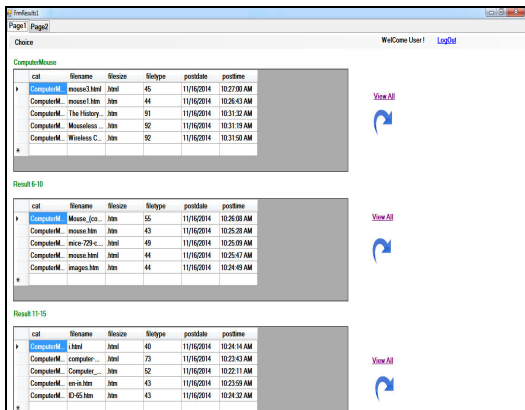 FrmResults1
Page1 Page2
Choice WelCome User ! LogOut
ComputerMouse
cat filename filesize filetype postdate posttime
ComputerM... mouse3.html .html 45 11/16/2014 10:27:00 AM
ComputerM... mouse1.htm .htm 44 11/16/2014 10:26:43 AM
ComputerM... The History... .htm 91 11/16/2014 10:31:32 AM
ComputerM... Mouseless ... .htm 92 11/16/2014 10:31:19 AM
ComputerM... Wireless C... .htm 92 11/16/2014 10:31:50 AM
View All
Result 6-10
cat filename filesize filetype postdate posttime
ComputerM... Mouse_(co... .htm 55 11/16/2014 10:26:08 AM
ComputerM... mouse.htm .htm 43 11/16/2014 10:25:28 AM
ComputerM... mice-729-c.... .html 49 11/16/2014 10:25:09 AM
ComputerM... mouse.html .html 44 11/16/2014 10:25:47 AM
ComputerM... images.htm .htm 44 11/16/2014 10:24:49 AM
View All
Result 11-15
cat filename filesize filetype postdate posttime
ComputerM... i.html .html 40 11/16/2014 10:24:14 AM
ComputerM... computer-... .html 73 11/16/2014 10:23:43 AM
ComputerM... Computer_... .htm 52 11/16/2014 10:22:11 AM
ComputerM... en-in.htm .htm 43 11/16/2014 10:23:59 AM
ComputerM... ID-65.htm .htm 43 11/16/2014 10:24:32 AM
View All